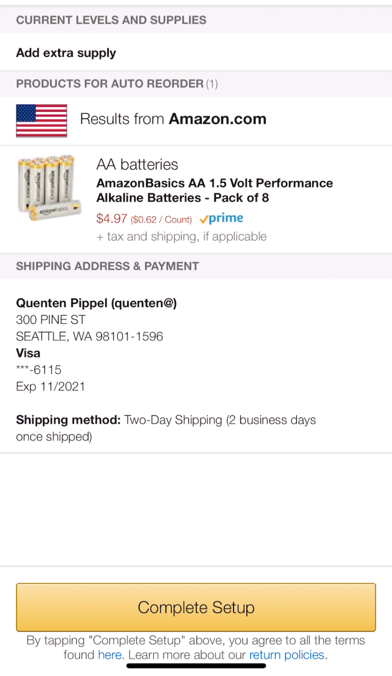 CURRENT LEVELS AND SUPPLIES
Add extra supply
PRODUCTS FOR AUTO REORDER (1)
Results from Amazon.com
AA batteries
AmazonBasics AA 1.5 Volt Performance
Alkaline Batteries - Pack of 8
$4.97 ($0.62 / Count) prime
+ tax and shipping, if applicable
SHIPPING ADDRESS & PAYMENT
Quenten Pippel (quenten@)
300 PINE ST
SEATTLE, WA 98101-1596
Visa
***-6115
Exp 11/2021
Shipping method: Two-Day Shipping (2 business days
once shipped)
Complete Setup
By tapping "Complete Setup" above, you agree to all the terms
found here. Learn more about our return policies.